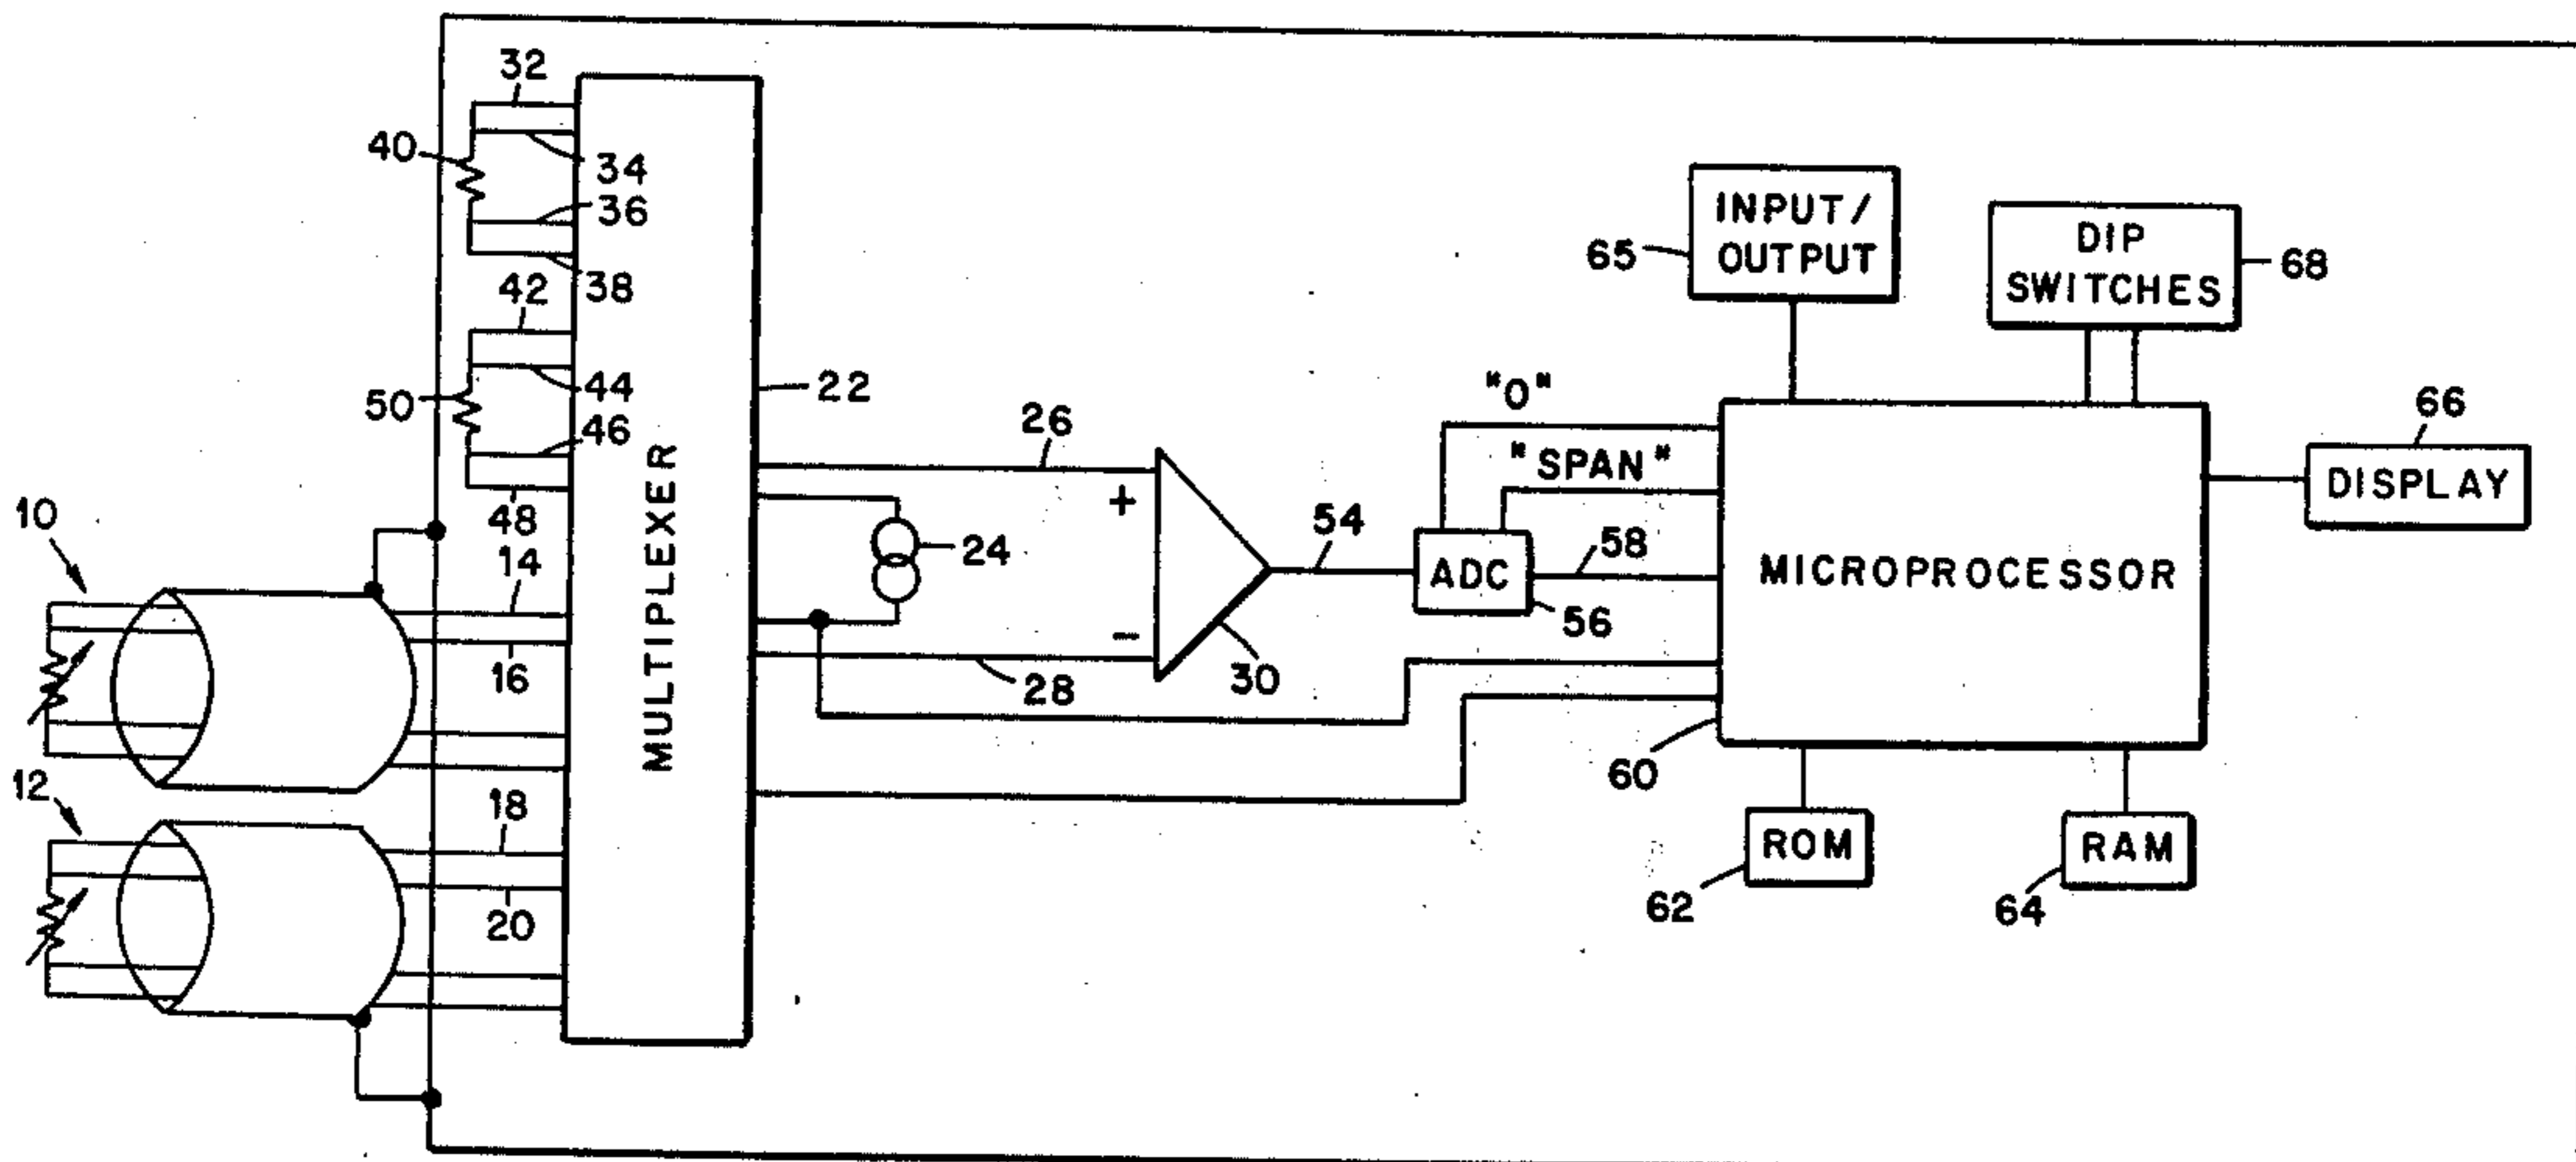 32
40
34
36
38
42
44
50
46
48
10
14
16
12
18
20
MULTIPLEXER
22
26
+
24
-
28
30
54
"O"
"SPAN"
ADC
56
58
INPUT/
OUTPUT
65
DIP
SWITCHES
68
MICROPROCESSOR
60
66
DISPLAY
ROM
62
RAM
64